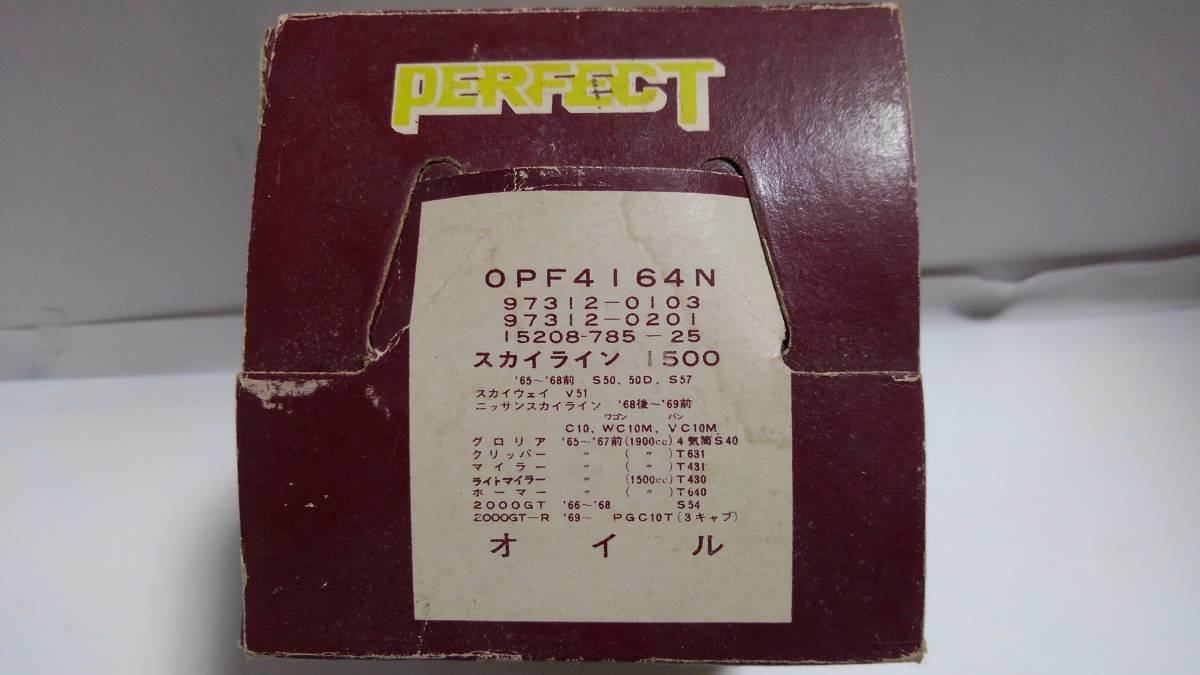 PERFECT
OPF4164N
97312-0103
97312-0201
15208-785-25
スカイライン 1500
'65〜'68前 S50、50D、S57
スカイウェイ V51
ニッサンスカイライン '68後〜'69前
ワゴン バン
C10、WC10M、VC10M
グロリア '65〜'67前(1900cc)4気筒S40
クリッパー 〃 (〃)T631
マイラー 〃 (〃)T431
ライトマイラー 〃 (1500cc)T430
ホーマー 〃 (〃)T640
2000GT '66〜'68 S54
2000GT-R '69〜 PGC10T(3キャブ)
オイル